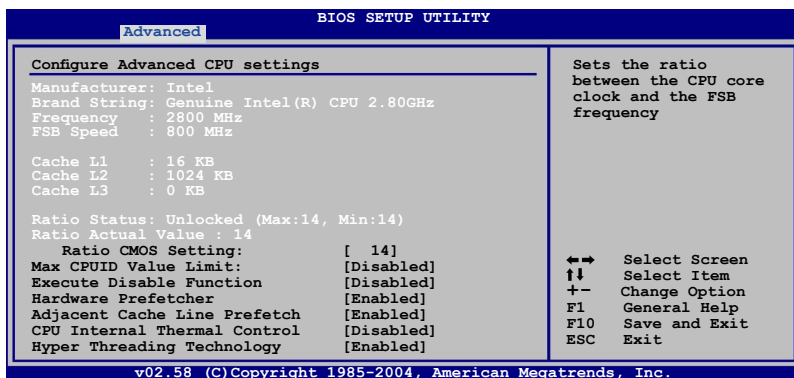 BIOS SETUP UTILITY
Advanced
Configure Advanced CPU settings
Manufacturer: Intel
Brand String: Genuine Intel(R) CPU 2.80GHz
Frequency : 2800 MHz
FSB Speed : 800 MHz
Cache L1 : 16 KB
Cache L2 : 1024 KB
Cache L3 : 0 KB
Ratio Status: Unlocked (Max:14, Min:14)
Ratio Actual Value : 14
Ratio CMOS Setting: [ 14]
Max CPUID Value Limit: [Disabled]
Execute Disable Function [Disabled]
Hardware Prefetcher [Enabled]
Adjacent Cache Line Prefetch [Enabled]
CPU Internal Thermal Control [Disabled]
Hyper Threading Technology [Enabled]
Sets the ratio
between the CPU core
clock and the FSB
frequency
←→ Select Screen
↑↓ Select Item
+- Change Option
F1 General Help
F10 Save and Exit
ESC Exit
v02.58 (C)Copyright 1985-2004, American Megatrends, Inc.